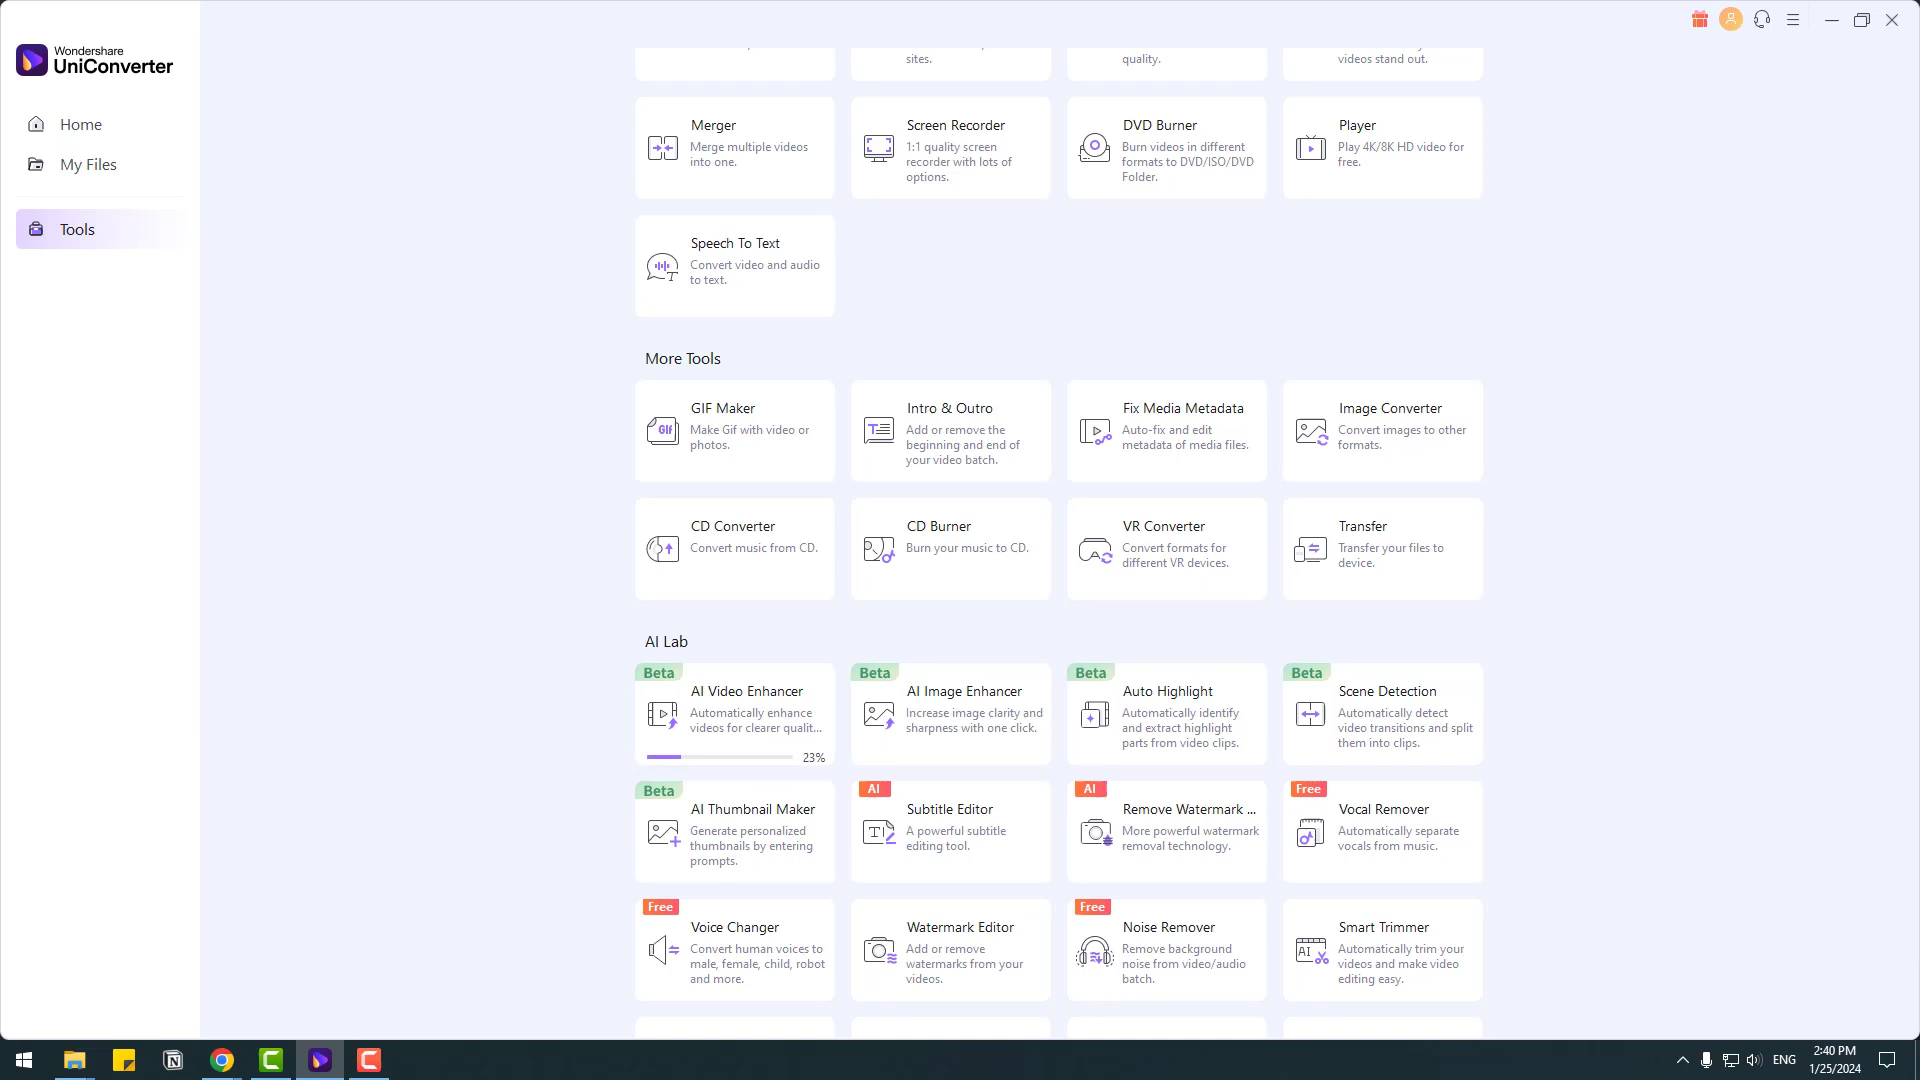 Wondershare
UniConverter
Home
My Files
Tools
sites.
quality.
videos stand out.
Merger
Merge multiple videos
into one.
Screen Recorder
1:1 quality screen
recorder with lots of
options.
DVD Burner
Burn videos in different
formats to DVD/ISO/DVD
Folder.
Player
Play 4K/8K HD video for
free.
Speech To Text
Convert video and audio
to text.
More Tools
GIF Maker
Make Gif with video or
photos.
Intro & Outro
Add or remove the
beginning and end of
your video batch.
Fix Media Metadata
Auto-fix and edit
metadata of media files.
Image Converter
Convert images to other
formats.
CD Converter
Convert music from CD.
CD Burner
Burn your music to CD.
VR Converter
Convert formats for
different VR devices.
Transfer
Transfer your files to
device.
AI Lab
Beta
AI Video Enhancer
Automatically enhance
videos for clearer qualit...
23%
Beta
AI Image Enhancer
Increase image clarity and
sharpness with one click.
Beta
Auto Highlight
Automatically identify
and extract highlight
parts from video clips.
Beta
Scene Detection
Automatically detect
video transitions and split
them into clips.
Beta
AI Thumbnail Maker
Generate personalized
thumbnails by entering
prompts.
AI
Subtitle Editor
A powerful subtitle
editing tool.
AI
Remove Watermark ...
More powerful watermark
removal technology.
Free
Vocal Remover
Automatically separate
vocals from music.
Free
Voice Changer
Convert human voices to
male, female, child, robot
and more.
Watermark Editor
Add or remove
watermarks from your
videos.
Free
Noise Remover
Remove background
noise from video/audio
batch.
Smart Trimmer
Automatically trim your
videos and make video
editing easy.
ENG
2:40 PM
1/25/2024